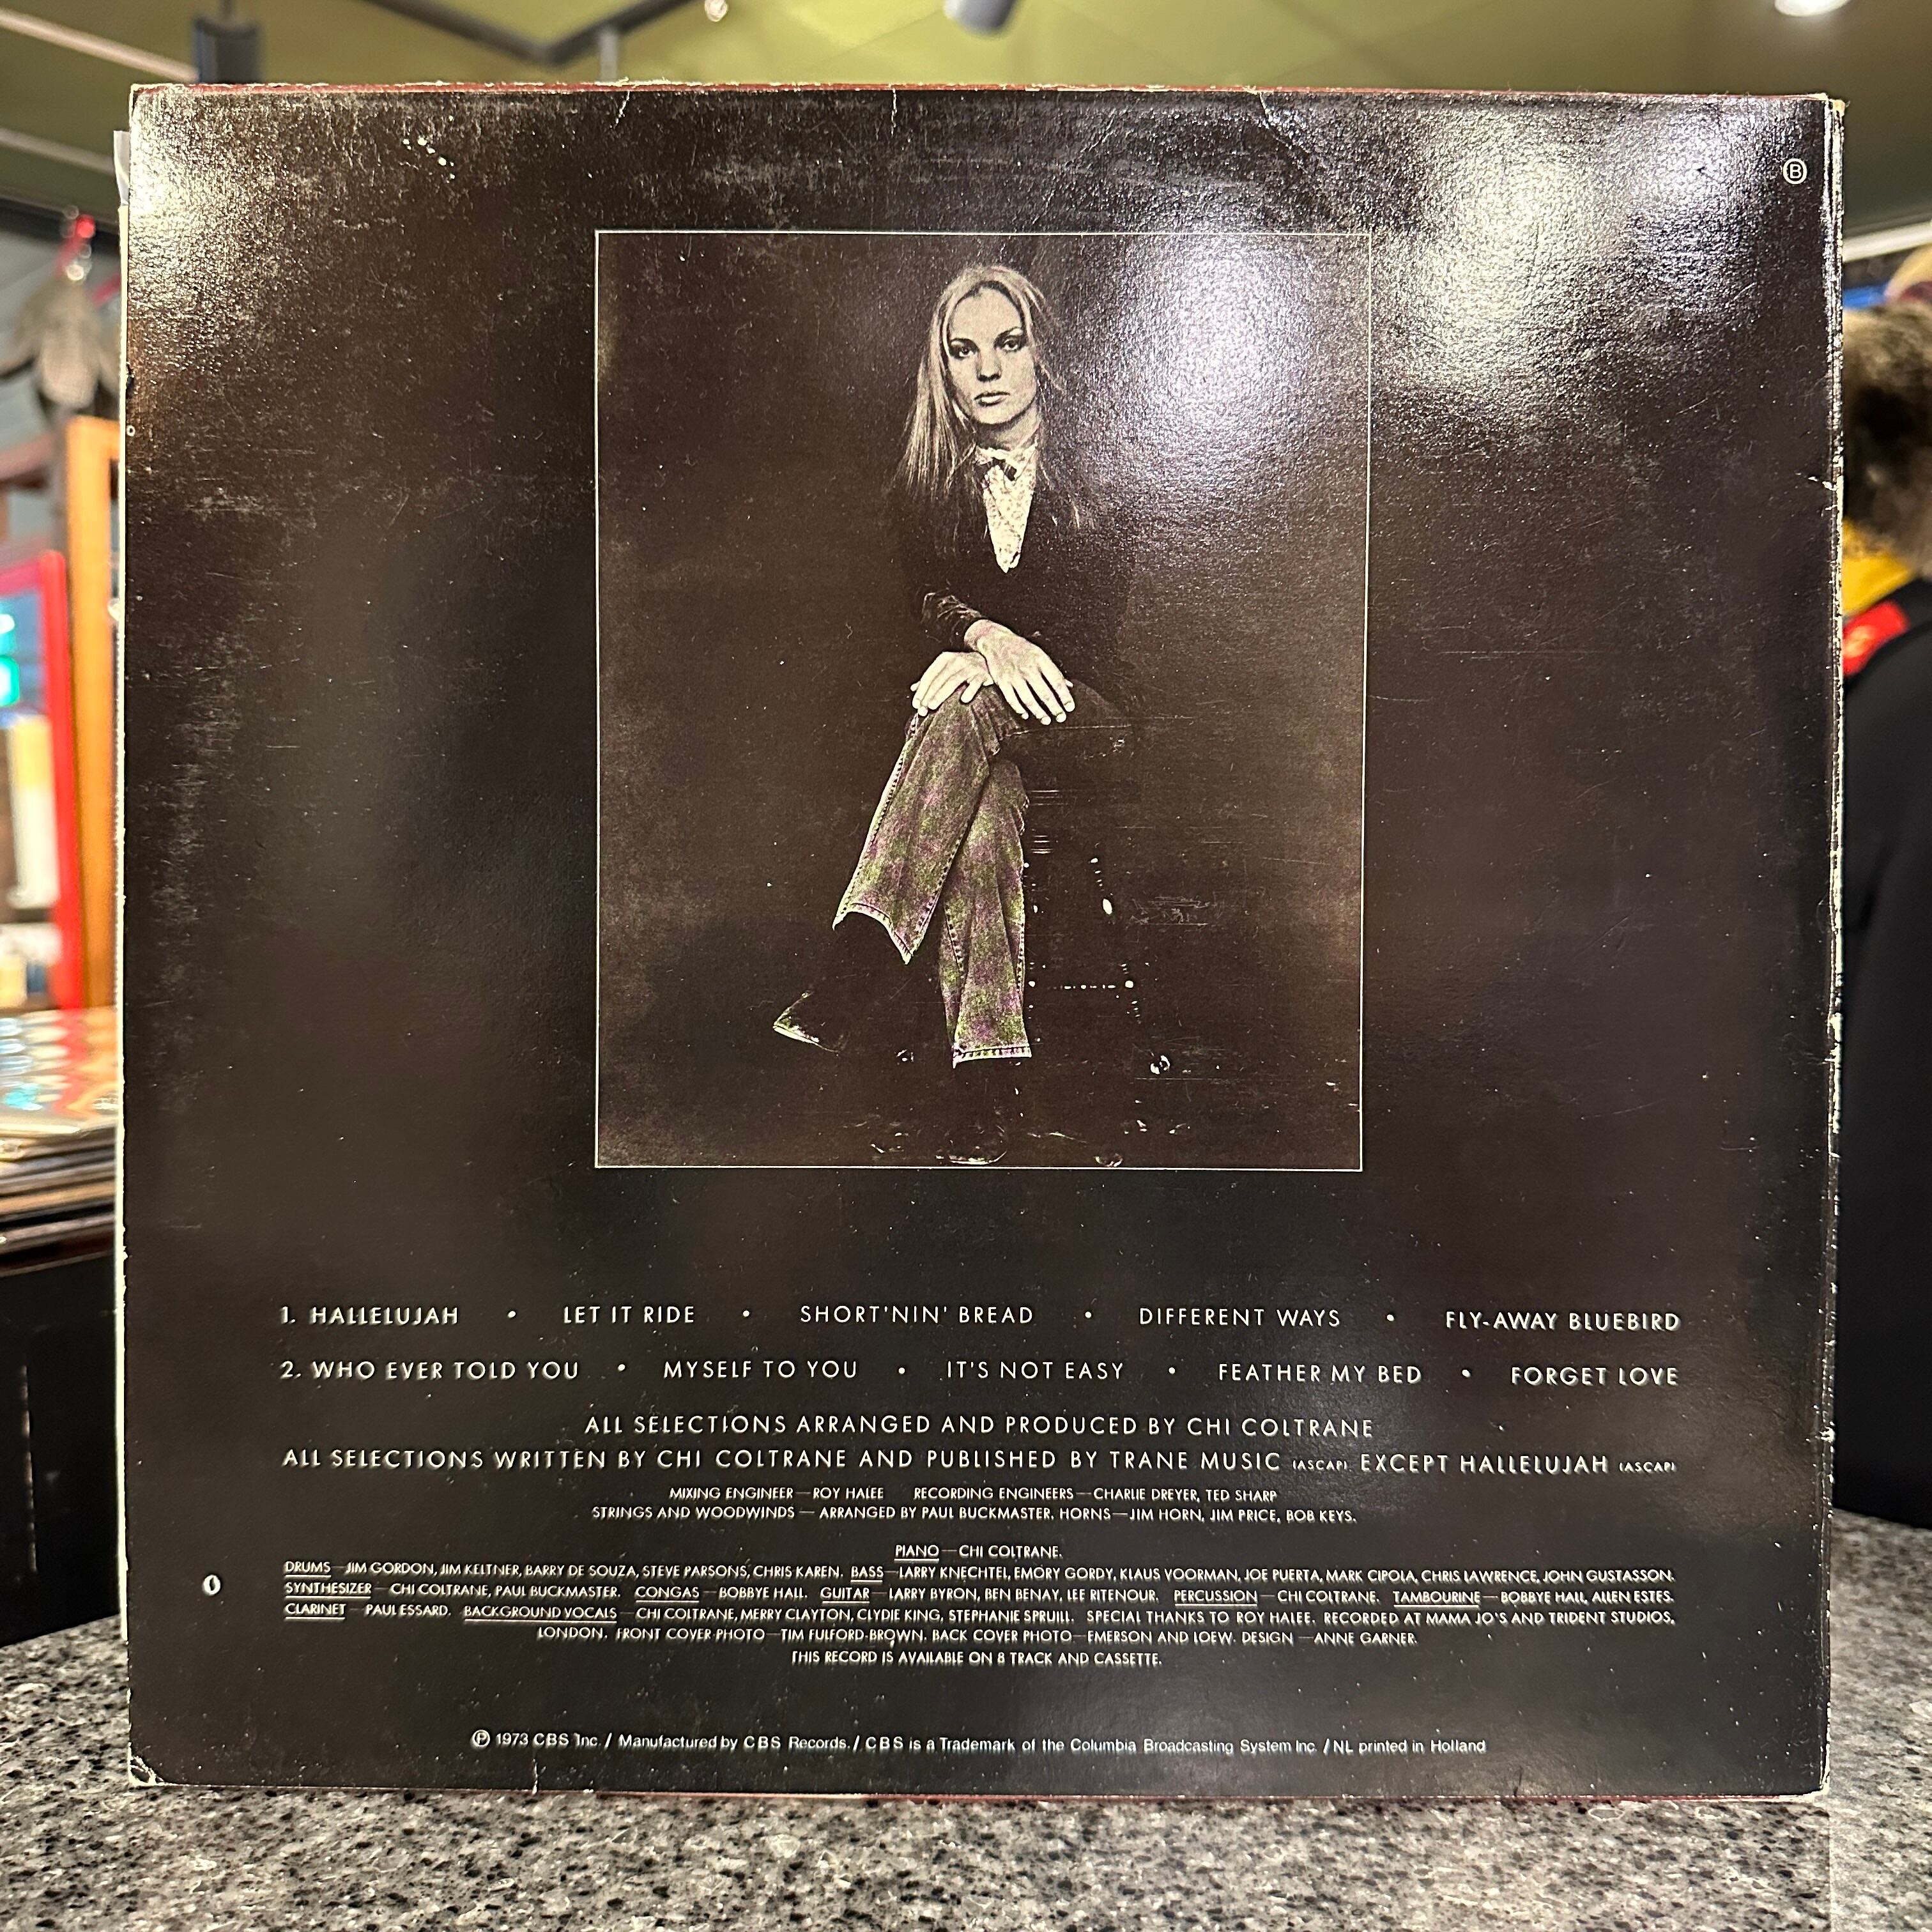 Ⓑ
1. HALLELUJAH • LET IT RIDE • SHORT'NIN' BREAD • DIFFERENT WAYS • FLY-AWAY BLUEBIRD
2. WHO EVER TOLD YOU • MYSELF TO YOU • IT'S NOT EASY • FEATHER MY BED • FORGET LOVE
ALL SELECTIONS ARRANGED AND PRODUCED BY CHI COLTRANE
ALL SELECTIONS WRITTEN BY CHI COLTRANE AND PUBLISHED BY TRANE MUSIC (ASCAP) EXCEPT HALLELUJAH (ASCAP)
MIXING ENGINEER—ROY HALEE RECORDING ENGINEERS—CHARLIE DREYER, TED SHARP
STRINGS AND WOODWINDS — ARRANGED BY PAUL BUCKMASTER. HORNS—JIM HORN, JIM PRICE, BOB KEYS.
PIANO—CHI COLTRANE.
DRUMS—JIM GORDON, JIM KELTNER, BARRY DE SOUZA, STEVE PARSONS, CHRIS KAREN. BASS—LARRY KNECHTEL, EMORY GORDY, KLAUS VOORMAN, JOE PUERTA, MARK CIPOLA, CHRIS LAWRENCE, JOHN GUSTASSON.
SYNTHESIZER—CHI COLTRANE, PAUL BUCKMASTER. CONGAS—BOBBYE HALL. GUITAR—LARRY BYRON, BEN BENAY, LEE RITENOUR. PERCUSSION—CHI COLTRANE. TAMBOURINE—BOBBYE HALL, ALLEN ESTES.
CLARINET—PAUL ESSARD. BACKGROUND VOCALS—CHI COLTRANE, MERRY CLAYTON, CLYDIE KING, STEPHANIE SPRUILL. SPECIAL THANKS TO ROY HALEE. RECORDED AT MAMA JO'S AND TRIDENT STUDIOS,
LONDON. FRONT COVER PHOTO—TIM FULFORD-BROWN. BACK COVER PHOTO—EMERSON AND LOEW. DESIGN—ANNE GARNER.
THIS RECORD IS AVAILABLE ON 8 TRACK AND CASSETTE.
Ⓟ 1973 CBS Inc. / Manufactured by CBS Records. / CBS is a Trademark of the Columbia Broadcasting System Inc. / NL printed in Holland